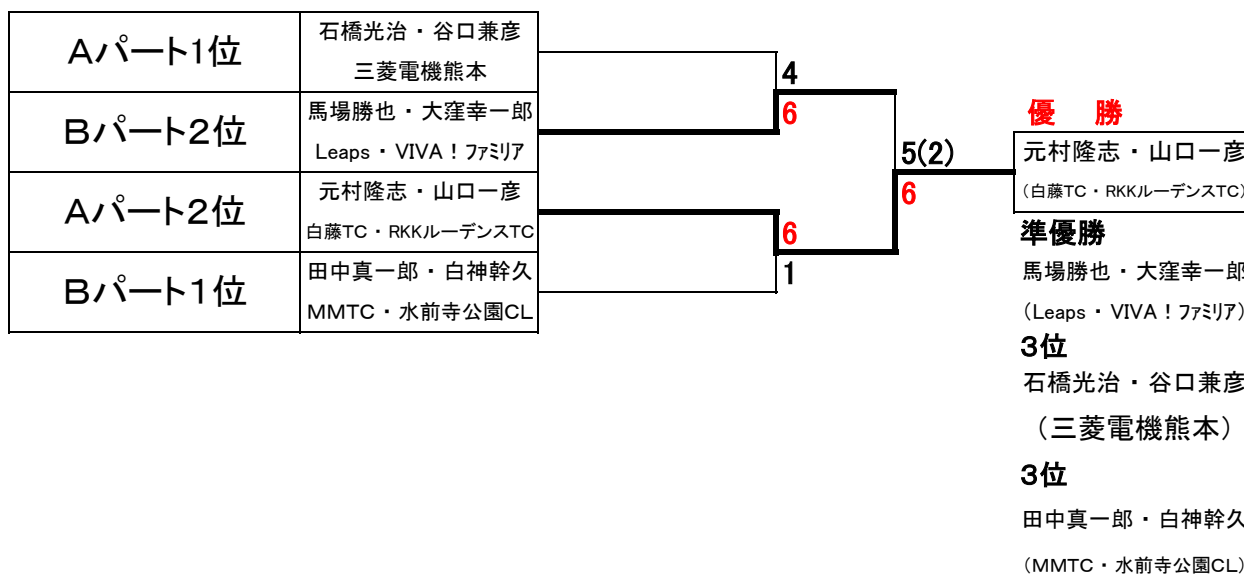 Aパート1位
石橋光治・谷口兼彦
三菱電機熊本
Bパート2位
馬場勝也・大窪幸一郎
Leaps・VIVA！ファミリア
Aパート2位
元村隆志・山口一彦
白藤TC・RKKルーデンスTC
Bパート1位
田中真一郎・白神幹久
MMTC・水前寺公園CL
4
6
6
1
5(2)
6
優　勝
元村隆志・山口一彦
(白藤TC・RKKルーデンスTC)
準優勝
馬場勝也・大窪幸一郎
(Leaps・VIVA！ファミリア)
3位
石橋光治・谷口兼彦
（三菱電機熊本）
3位
田中真一郎・白神幹久
(MMTC・水前寺公園CL)